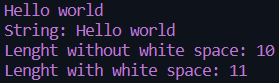 Hello world
String: Hello world
Lenght without white space: 10
Lenght with white space: 11